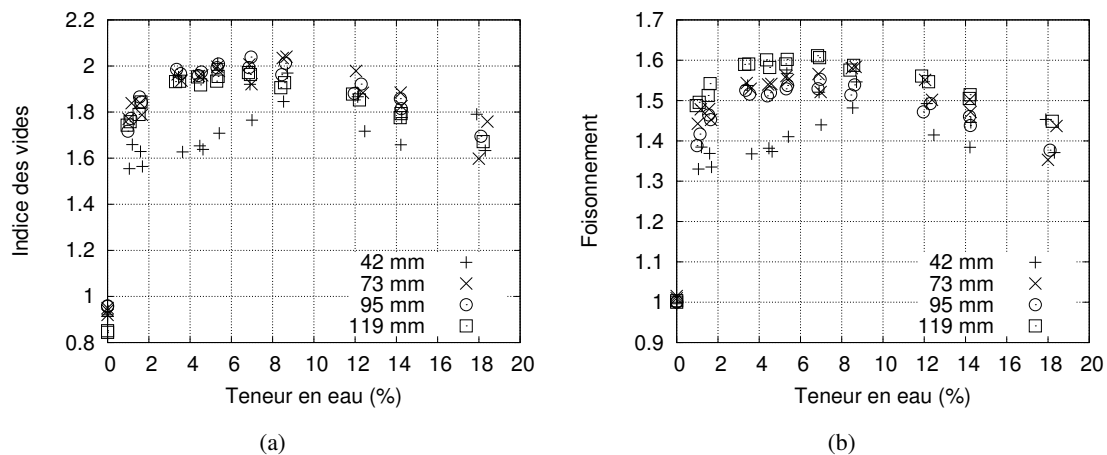 2.2
2
1.8
1.6
1.4
1.2
1
0.8
Indice des vides
42 mm
73 mm
95 mm
119 mm
0 2 4 6 8 10 12 14 16 18 20
Teneur en eau (%)
(a)
1.7
1.6
1.5
1.4
1.3
1.2
1.1
1
0.9
Foisonnement
42 mm
73 mm
95 mm
119 mm
0 2 4 6 8 10 12 14 16 18 20
Teneur en eau (%)
(b)